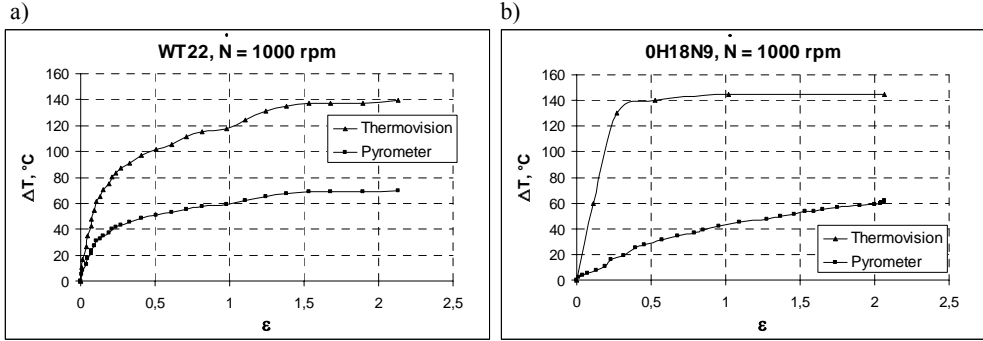 a)
WT22, N = 1000 rpm
160
140
120
100
80
60
40
20
0
ΔT, °C
Thermovision
Pyrometer
0 0,5 1 1,5 2 2,5
ε
b)
0H18N9, N = 1000 rpm
160
140
120
100
80
60
40
20
0
ΔT, °C
Thermovision
Pyrometer
0 0,5 1 1,5 2 2,5
ε